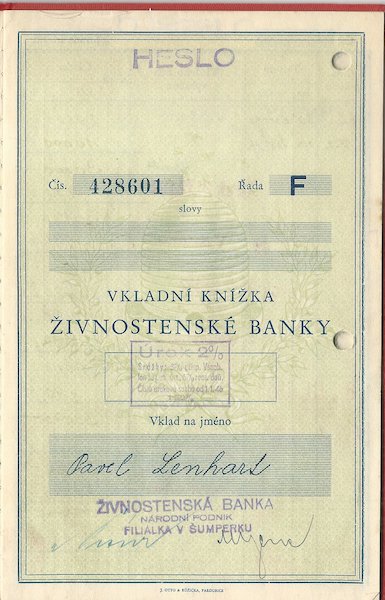 HESLO
Čís. 428601 Řada F
slovy
VKLADNÍ KNÍŽKA
ŽIVNOSTENSKÉ BANKY
Úrok 2%
Vklad na jméno
Pavel Lenhart
ŽIVNOSTENSKÁ BANKA
NÁRODNÍ PODNIK
FILIÁLKA V ŠUMPERKU
J. OTTO & RŮŽIČKA, PARDUBICE